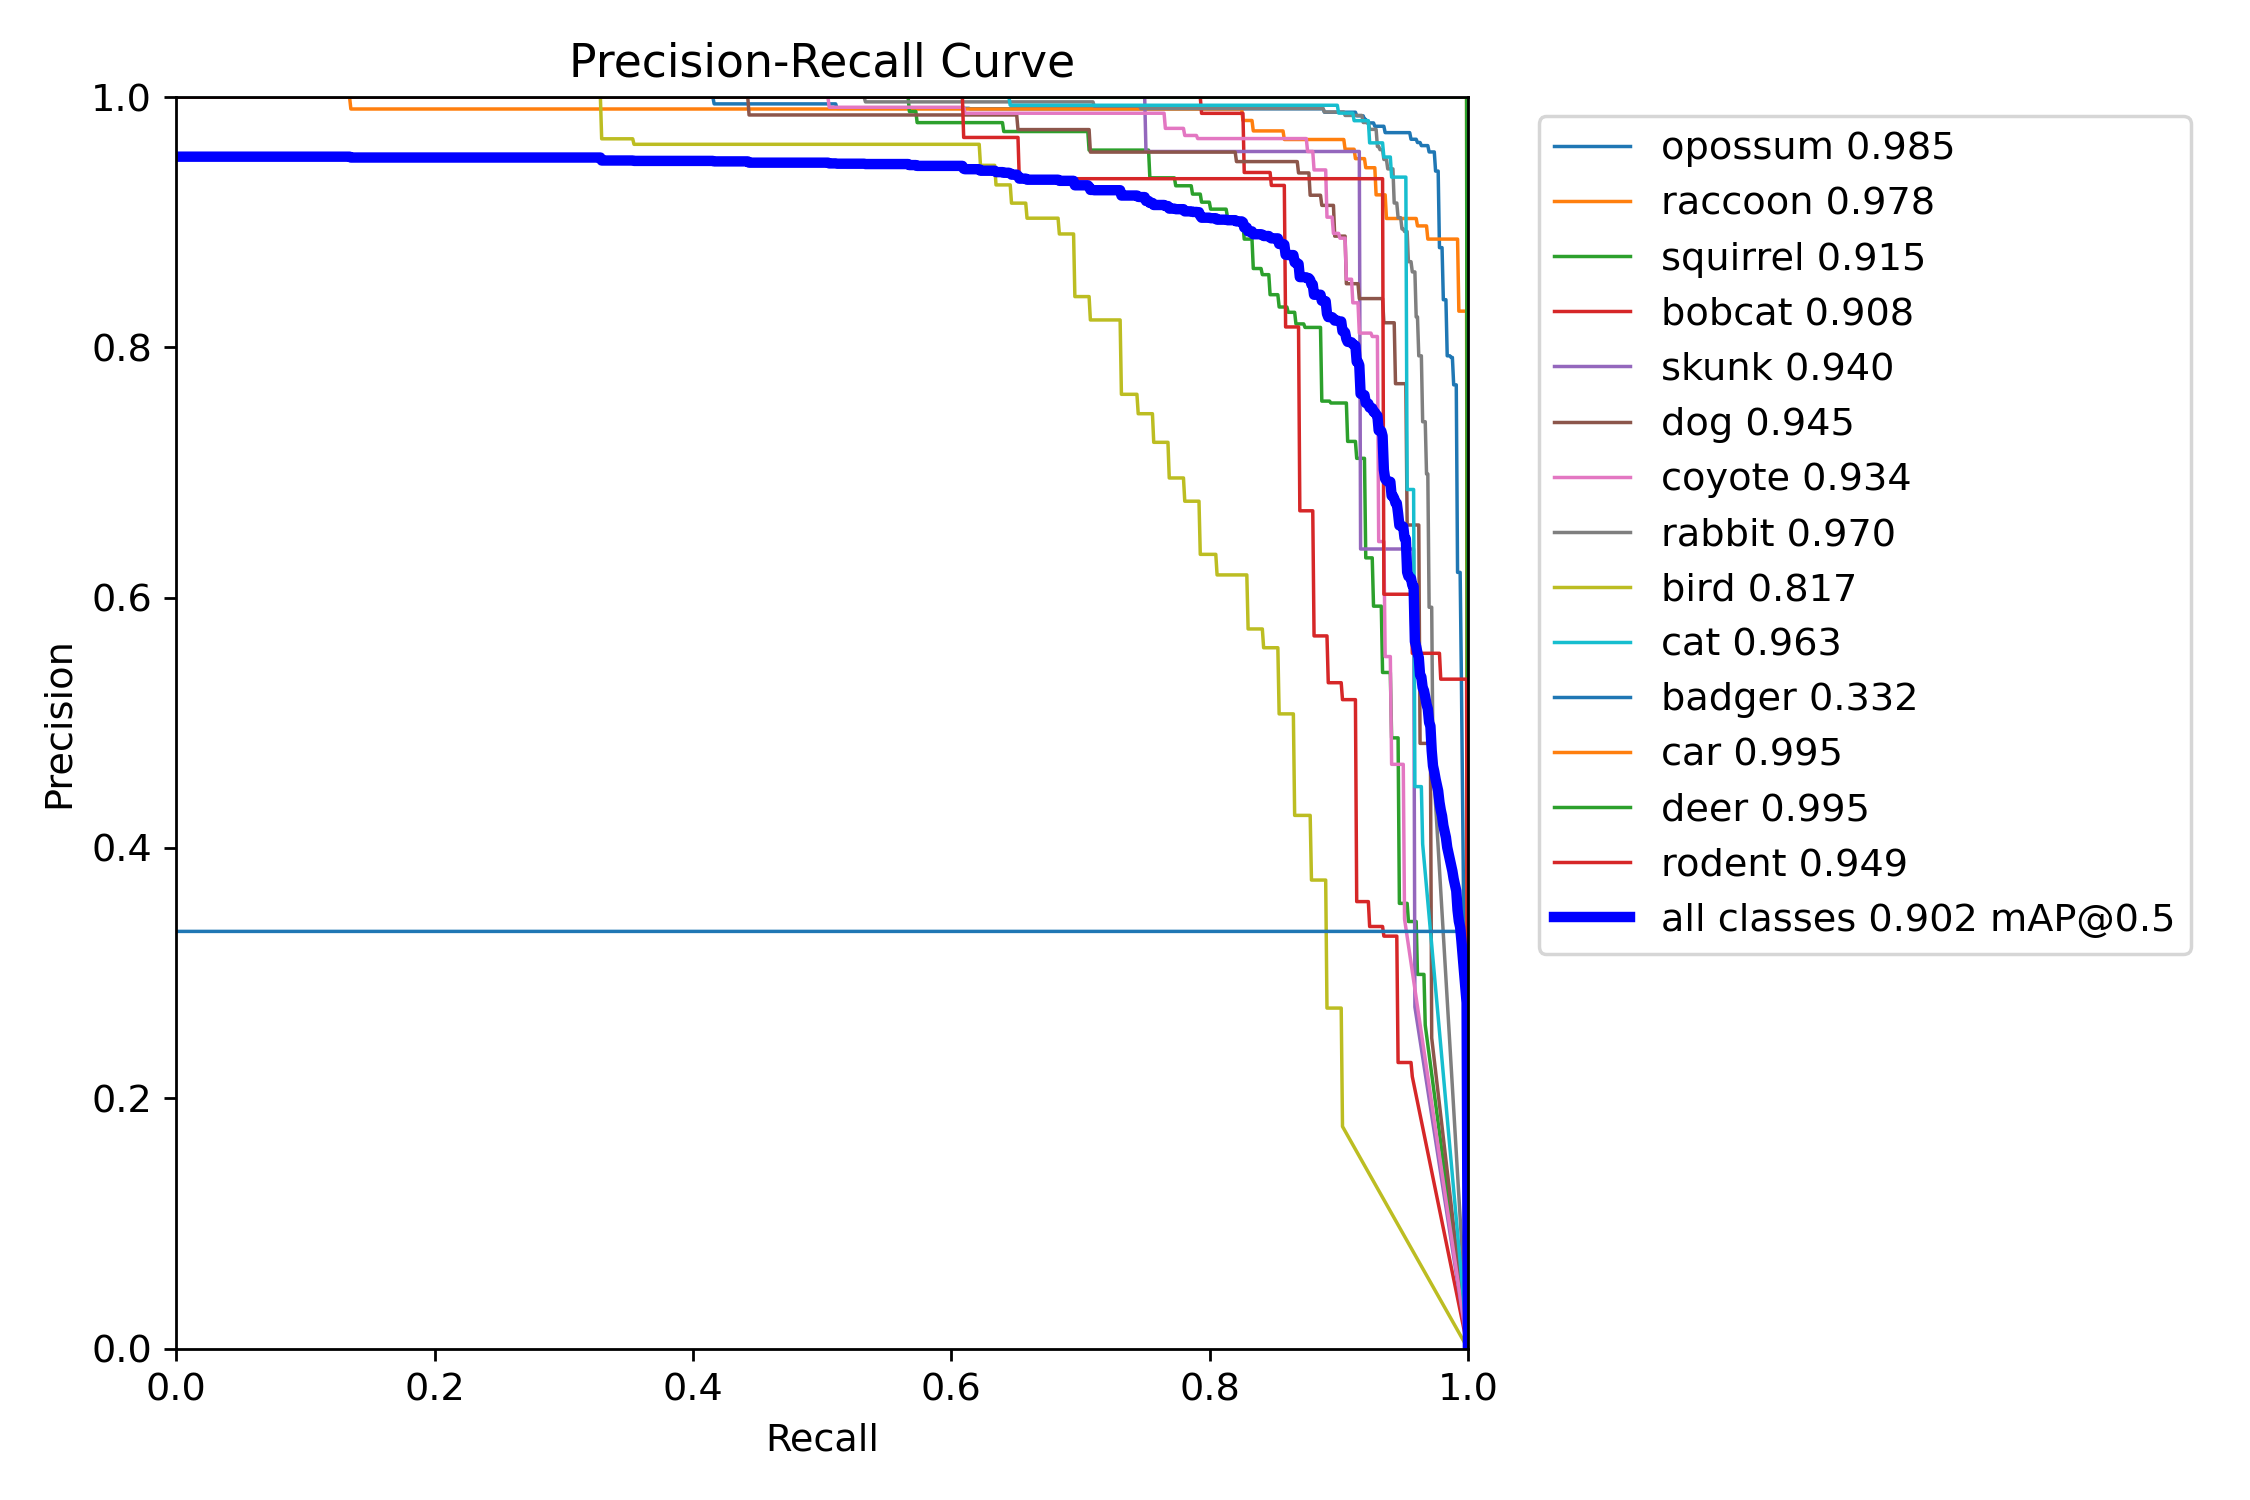 Precision-Recall Curve
1.0
0.8
0.6
0.4
0.2
0.0
Precision
0.0 0.2 0.4 0.6 0.8 1.0
Recall
opossum 0.985
raccoon 0.978
squirrel 0.915
bobcat 0.908
skunk 0.940
dog 0.945
coyote 0.934
rabbit 0.970
bird 0.817
cat 0.963
badger 0.332
car 0.995
deer 0.995
rodent 0.949
all classes 0.902 mAP@0.5